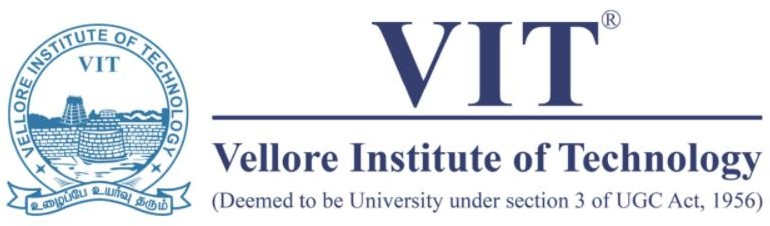 VELLORE INSTITUTE OF TECHNOLOGY
VIT
உழைப்பே உயர்வு தரும்
VIT®
Vellore Institute of Technology
(Deemed to be University under section 3 of UGC Act, 1956)